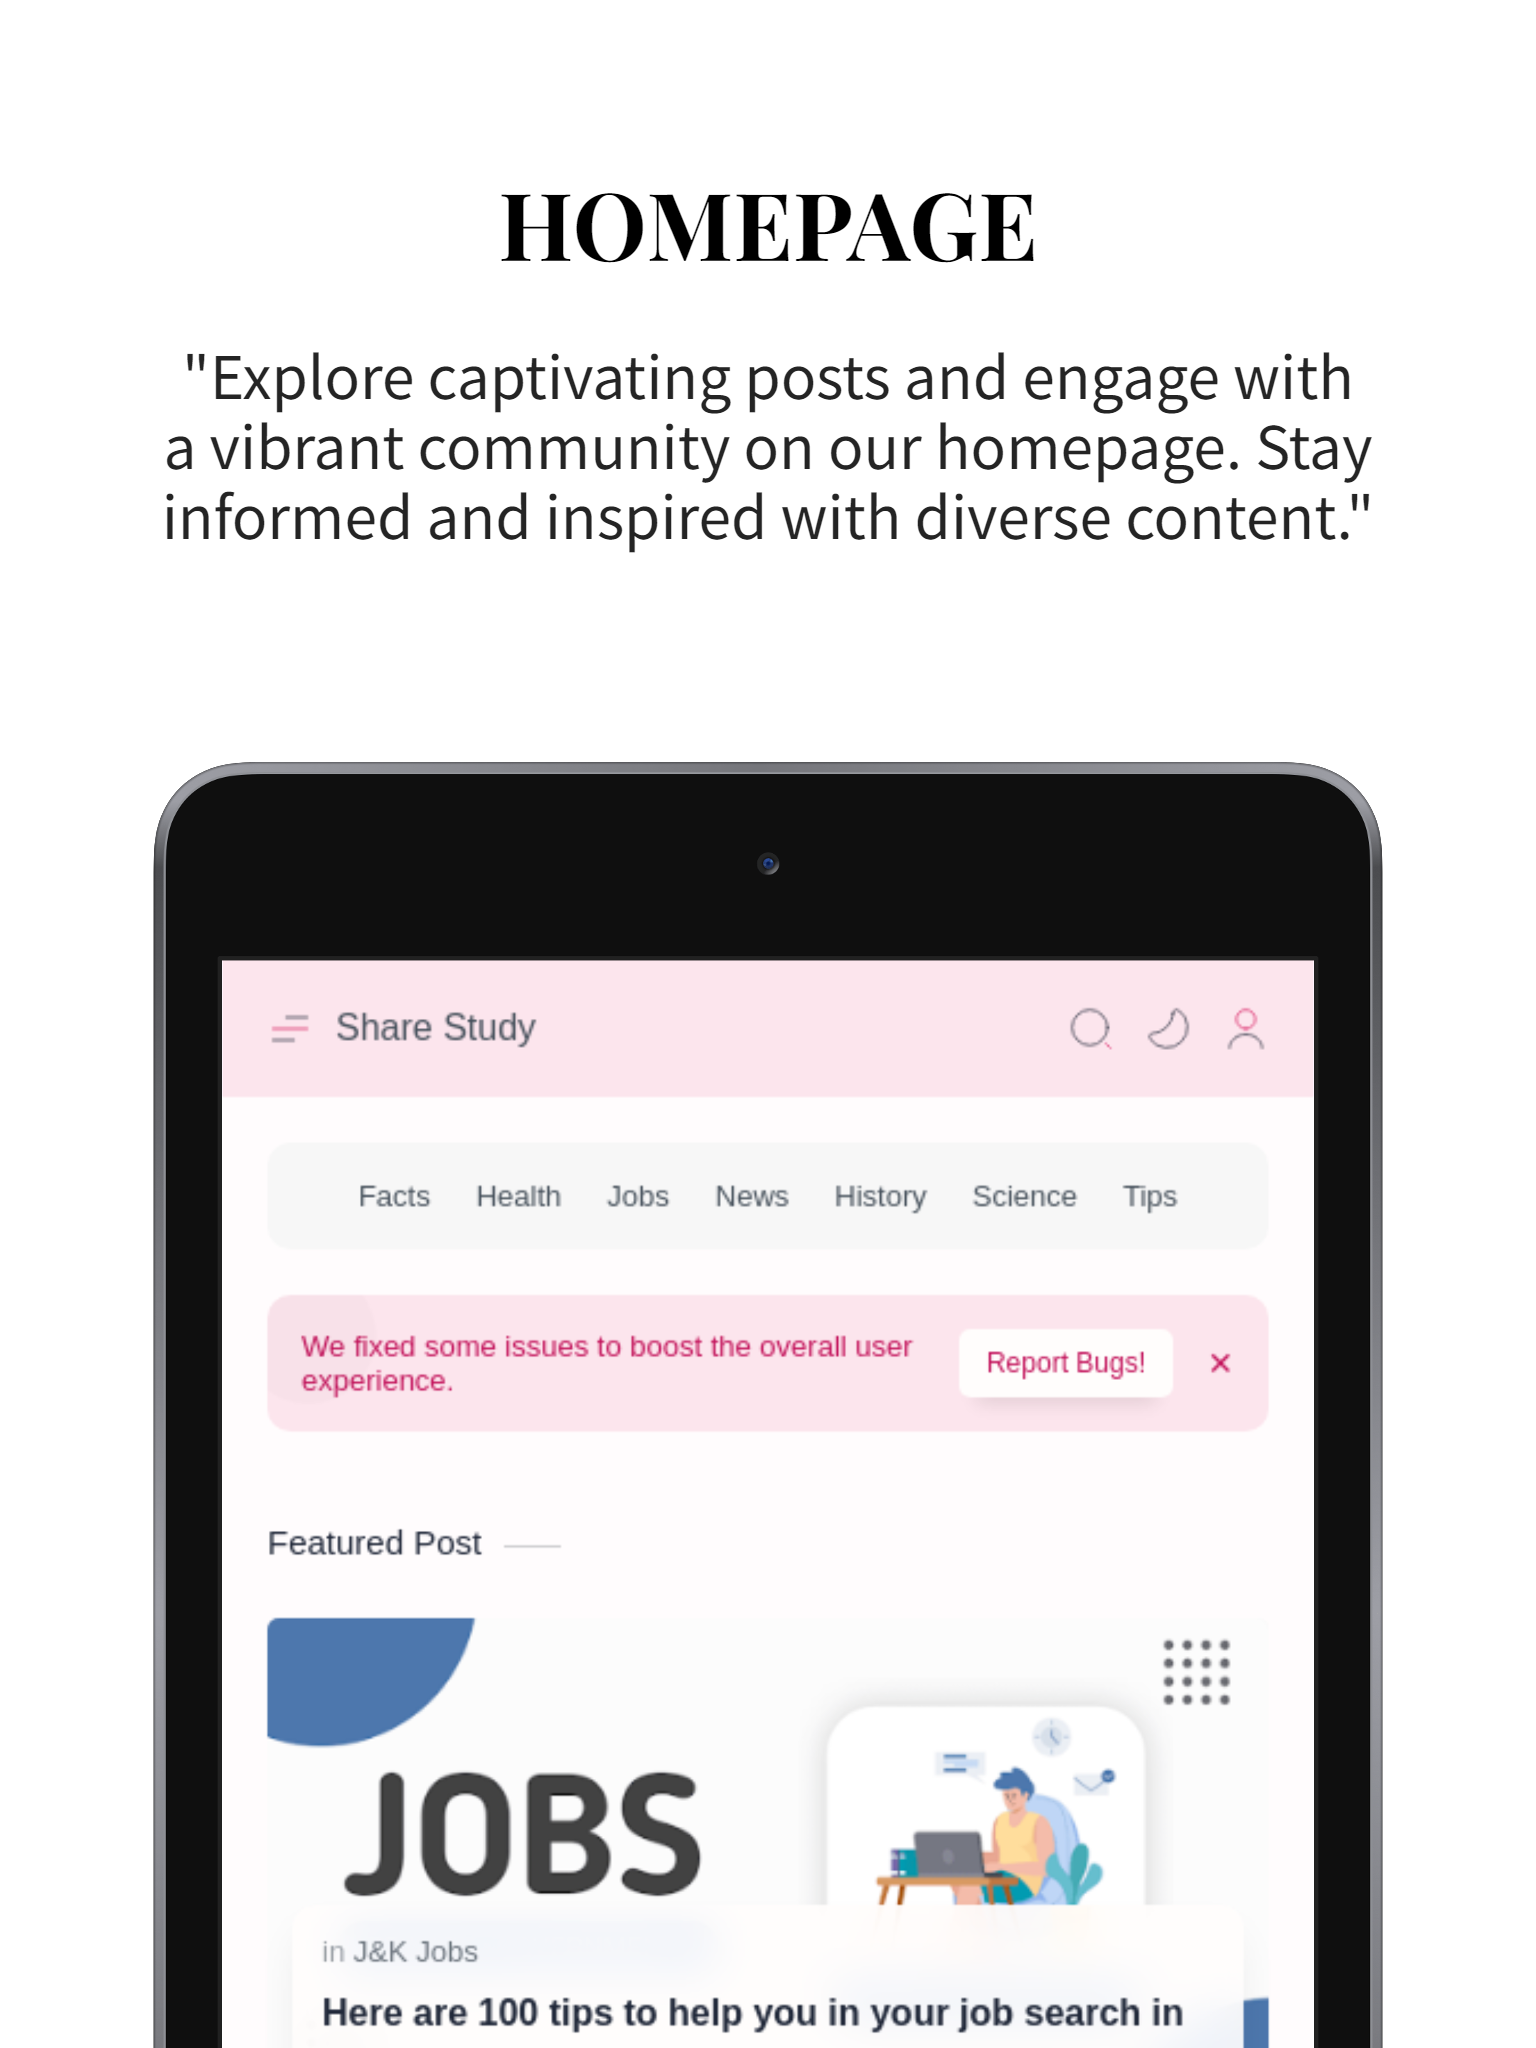 HOMEPAGE
"Explore captivating posts and engage with
a vibrant community on our homepage. Stay
informed and inspired with diverse content."
Share Study
Facts Health Jobs News History Science Tips
We fixed some issues to boost the overall user
experience.
Report Bugs!
Featured Post
JOBS
in J&K Jobs
Here are 100 tips to help you in your job search in